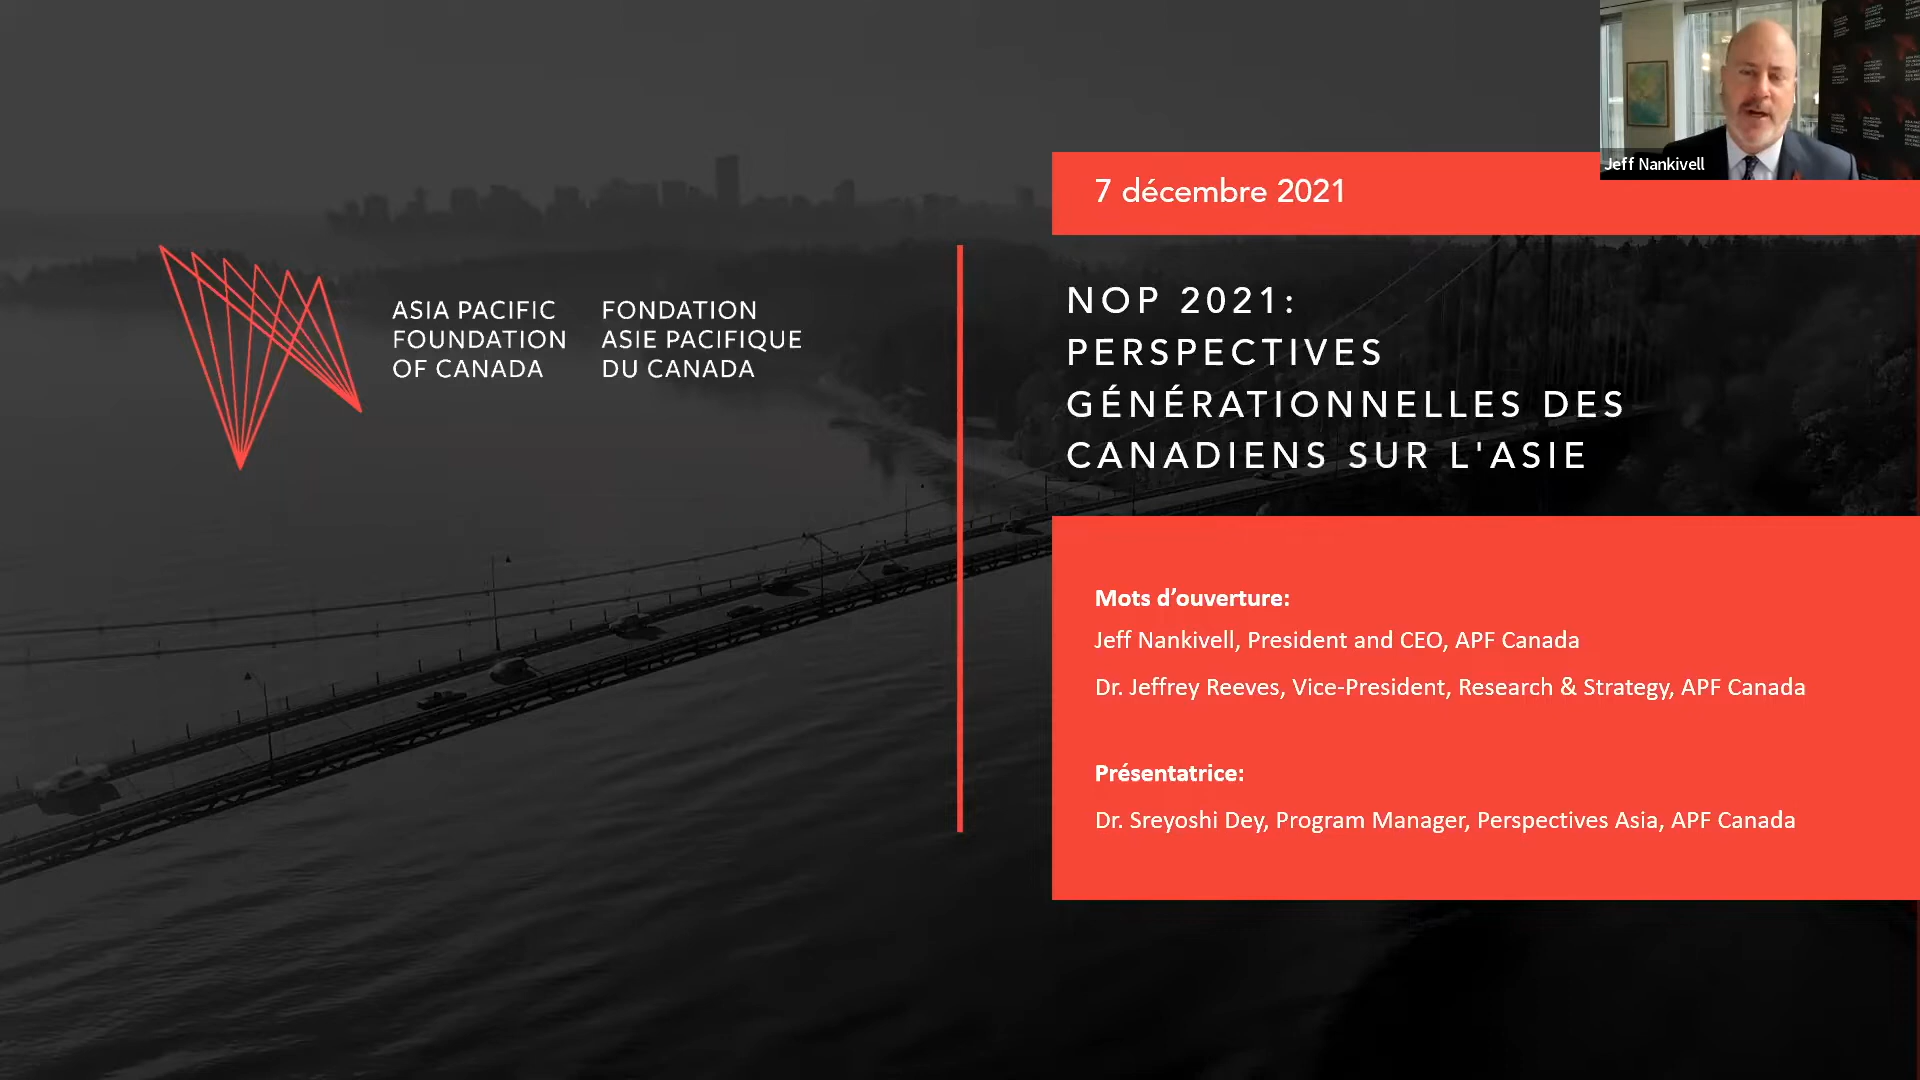 Jeff Nankivell
7 décembre 2021
ASIA PACIFIC
FOUNDATION
OF CANADA
FONDATION
ASIE PACIFIQUE
DU CANADA
NOP 2021:
PERSPECTIVES
GÉNÉRATIONNELLES DES
CANADIENS SUR L'ASIE
Mots d’ouverture:
Jeff Nankivell, President and CEO, APF Canada
Dr. Jeffrey Reeves, Vice-President, Research & Strategy, APF Canada
Présentatrice:
Dr. Sreyoshi Dey, Program Manager, Perspectives Asia, APF Canada